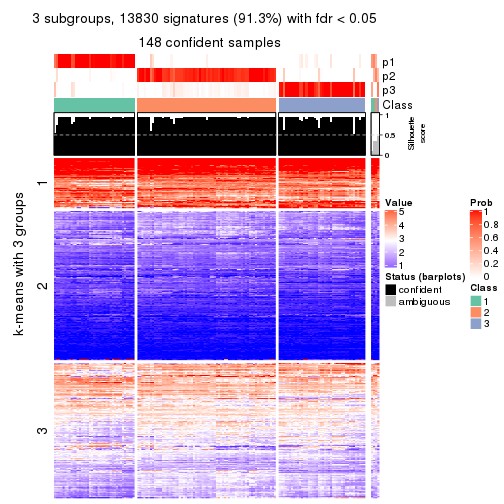 3 subgroups, 13830 signatures (91.3%) with fdr < 0.05
148 confident samples
p1
p2
p3
Class
1
0.5
0
Silhouette
score
k-means with 3 groups
1
2
3
Value
5
4
3
2
1
Status (barplots)
confident
ambiguous
Prob
1
0.8
0.6
0.4
0.2
0
Class
1
2
3